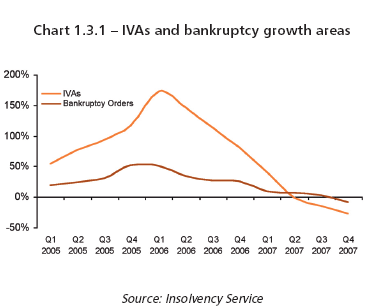 Chart 1.3.1 – IVAs and bankruptcy growth areas
200%
IVAs
150%
Bankruptcy Orders
100%
50%
0%
-50%
Q1 Q2 Q3 Q4 Q1 Q2 Q3 Q4 Q1 Q2 Q3 Q4
2005 2005 2005 2005 2006 2006 2006 2006 2007 2007 2007 2007
Source: Insolvency Service